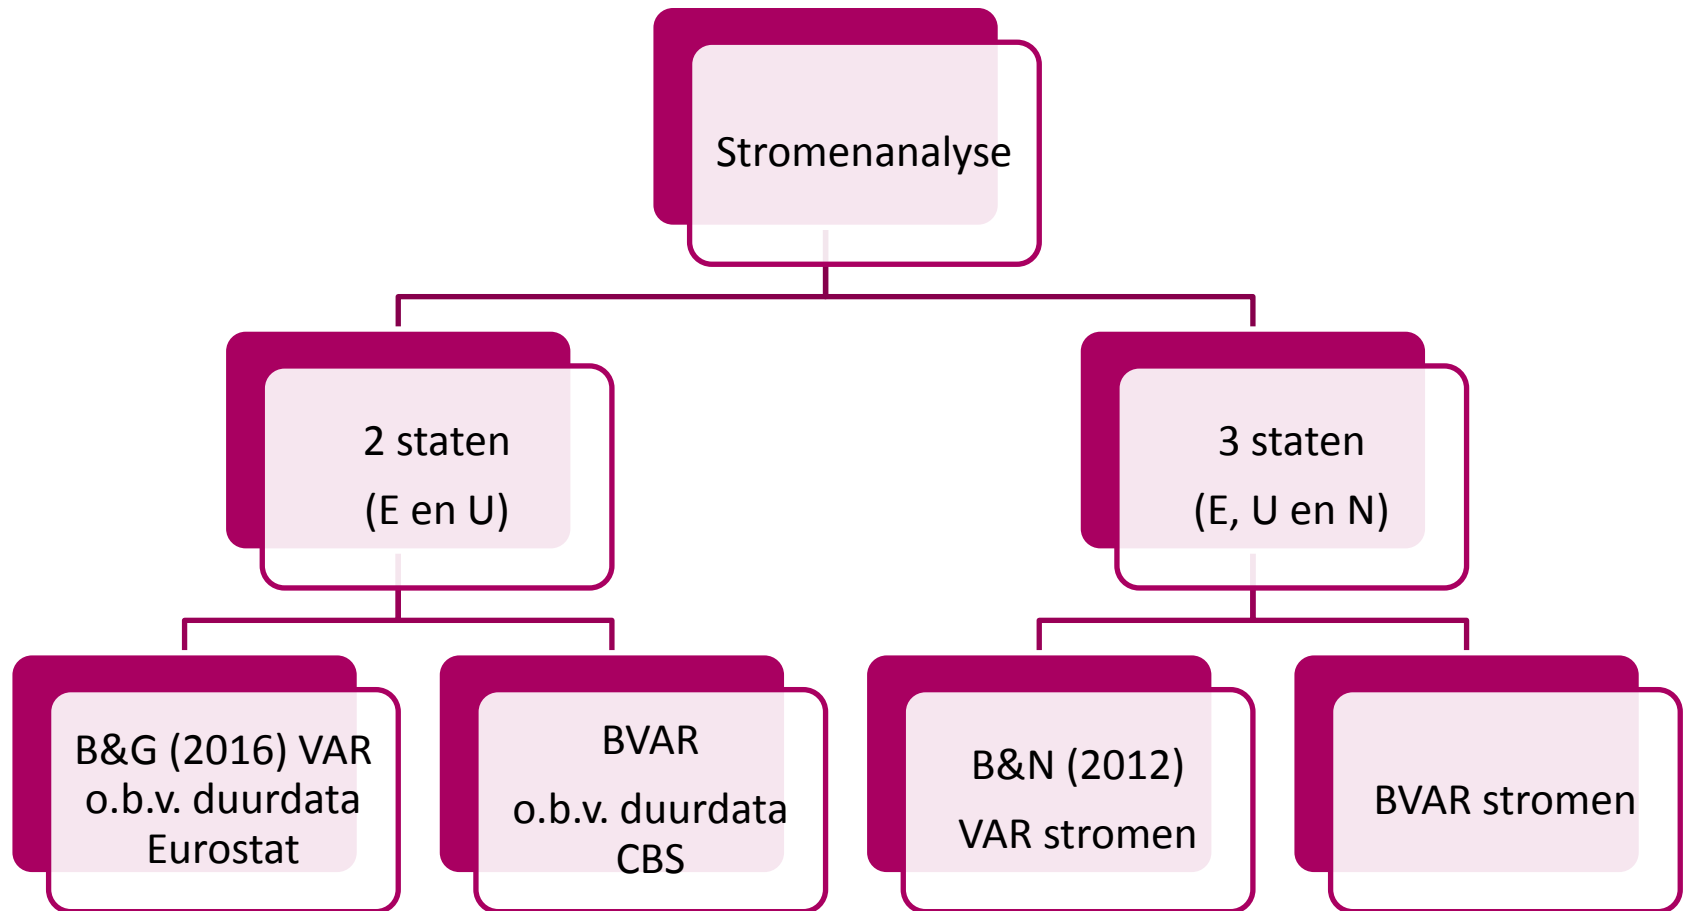 Stromenanalyse
2 staten
(E en U)
3 staten
(E, U en N)
B&G (2016) VAR
o.b.v. duurdata
Eurostat
BVAR
o.b.v. duurdata
CBS
B&N (2012)
VAR stromen
BVAR stromen